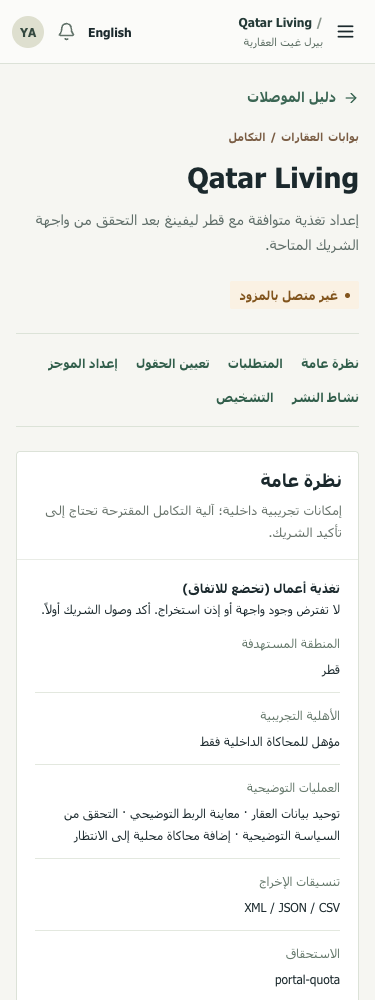 Qatar Living /
بيرل غيت العقارية
English
YA
دليل الموصلات
بوابات العقارات / التكامل
Qatar Living
إعداد تغذية متوافقة مع قطر ليفينغ بعد التحقق من واجهة
الشريك المتاحة.
غير متصل بالمزود
نظرة عامة المتطلبات تعيين الحقول إعداد الموجز
نشاط النشر التشخيص
نظرة عامة
إمكانات تجريبية داخلية؛ آلية التكامل المقترحة تحتاج إلى
تأكيد الشريك.
تغذية أعمال (تخضع للاتفاق)
لا تفترض وجود واجهة أو إذن استخراج. أكد وصول الشريك أولاً.
المنطقة المستهدفة
قطر
الأهلية التجريبية
مؤهل للمحاكاة الداخلية فقط
العمليات التوضيحية
توحيد بيانات العقار · معاينة الربط التوضيحي · التحقق من
السياسة التوضيحية · إضافة محاكاة محلية إلى الانتظار
تنسيقات الإخراج
XML / JSON / CSV
الاستحقاق
portal-quota